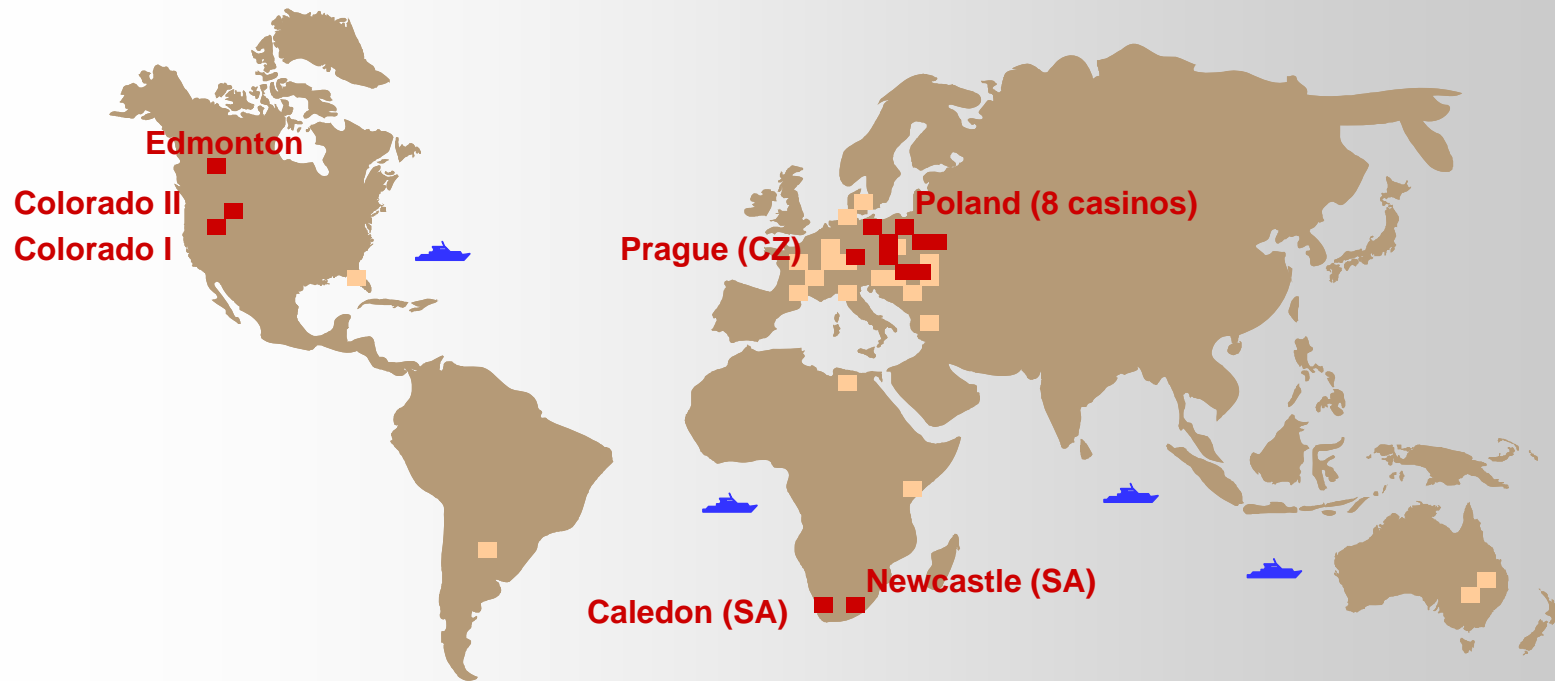 Edmonton
Colorado II
Poland (8 casinos)
Colorado I
Prague (CZ)
Newcastle (SA)
Caledon (SA)